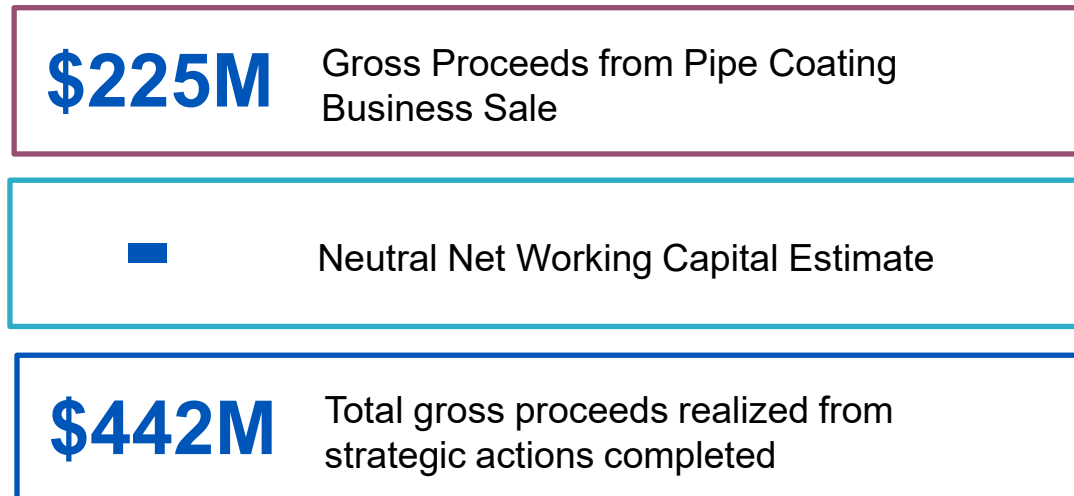 $225M
Gross Proceeds from Pipe Coating
Business Sale
-
Neutral Net Working Capital Estimate
$442M
Total gross proceeds realized from
strategic actions completed